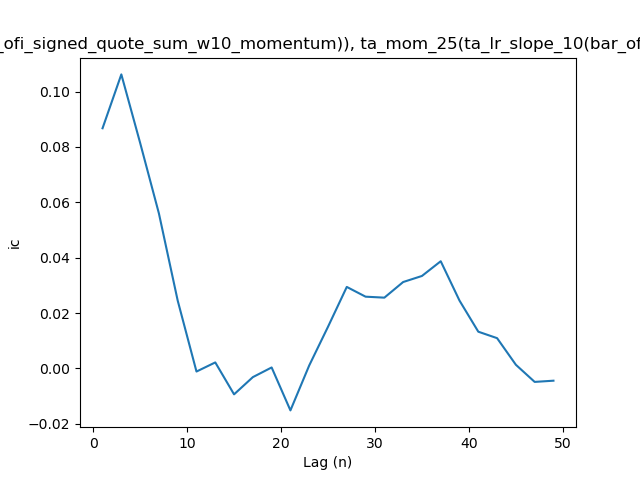 _ofi_signed_quote_sum_w10_momentum)), ta_mom_25(ta_lr_slope_10(bar_of
0.10
0.08
0.06
0.04
0.02
0.00
−0.02
ic
0 10 20 30 40 50
Lag (n)